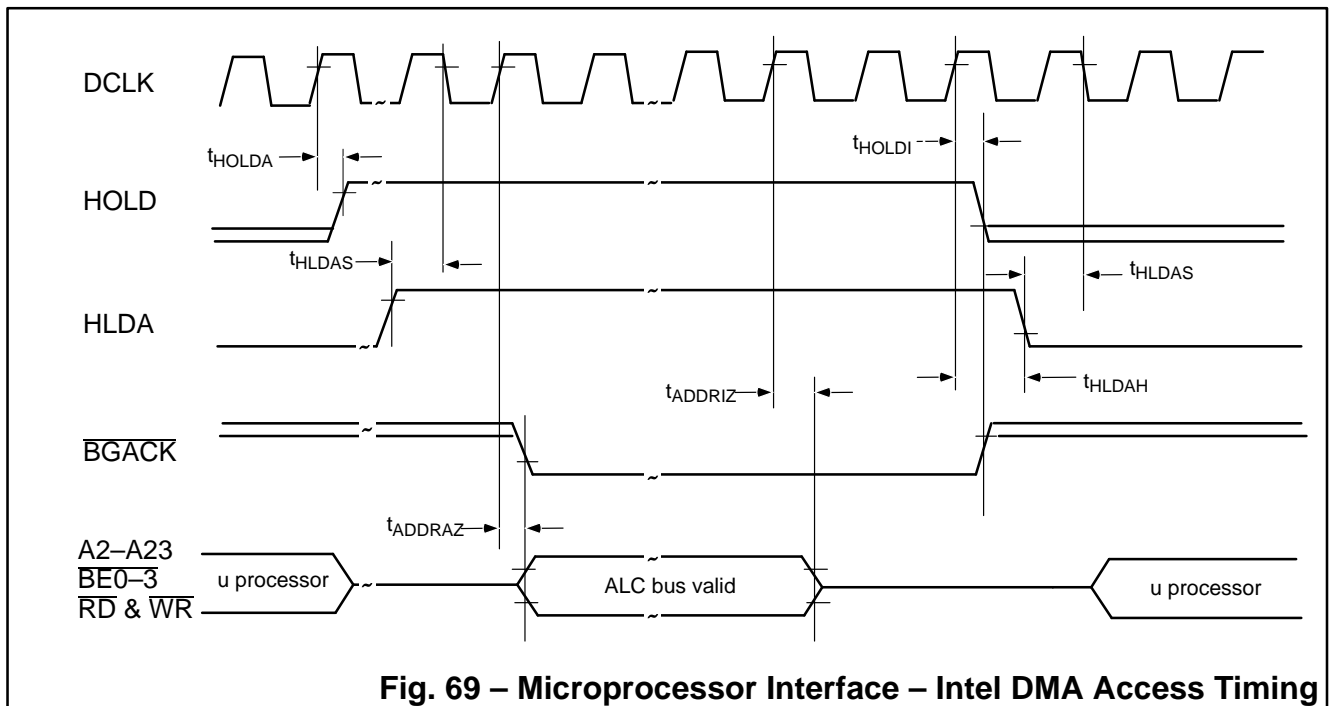 DCLK
tHOLDA
tHOLDI
HOLD
tHLDAS
tHLDAS
HLDA
tADDRIZ
tHLDAH
BGACK
tADDRAZ
A2–A23
BE0–3
RD & WR
u processor
ALC bus valid
u processor
Fig. 69 – Microprocessor Interface – Intel DMA Access Timing